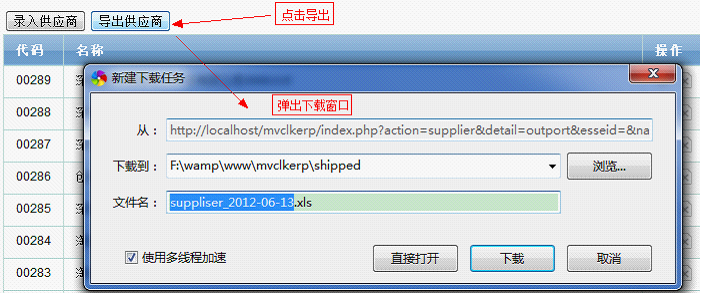 录入供应商 导出供应商 点击导出
代码 名称 操作
00289
新建下载任务
00288
弹出下载窗口
从： http://localhost/mvclkerp/index.php?action=supplier&detail=outport&esseid=&na
00287
下载到： F:\wamp\www\mvclkerp\shipped 浏览...
00286
文件名： suppliser_2012-06-13.xls
00285
00284
使用多线程加速 直接打开 下载 取消
00283